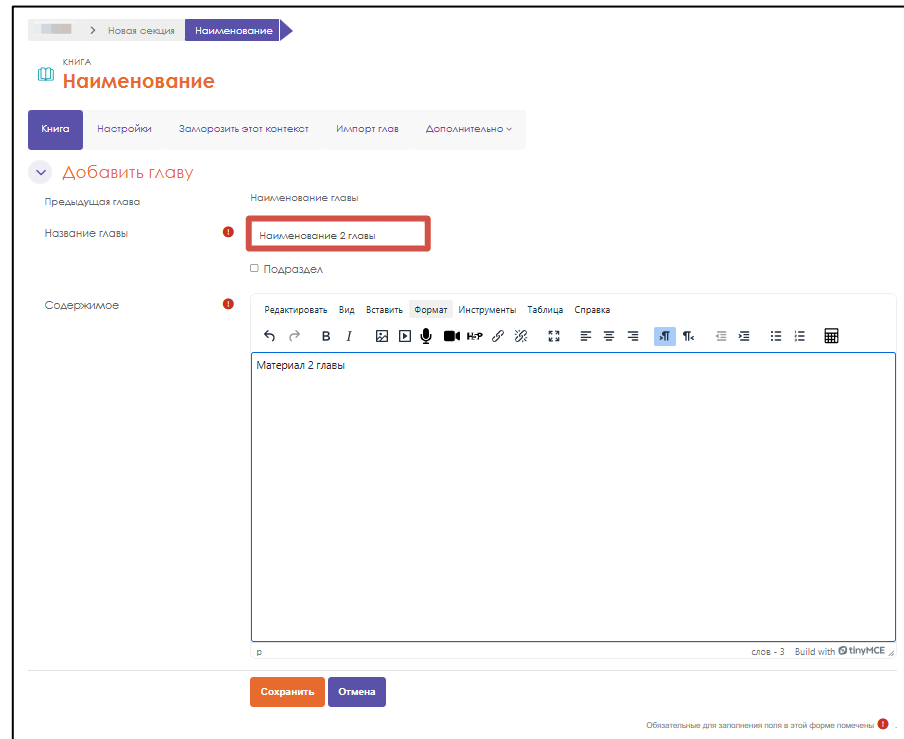 Новая секция Наименование
КНИГА
Наименование
Книга Настройки Заморозить этот контекст Импорт глав Дополнительно
Добавить главу
Предыдущая глава Наименование главы
Название главы Наименование 2 главы
Подраздел
Содержимое
Редактировать Вид Вставить Формат Инструменты Таблица Справка
B I H5P
Материал 2 главы
p слов - 3 Build with tinyMCE
Сохранить Отмена
Обязательные для заполнения поля в этой форме помечены .